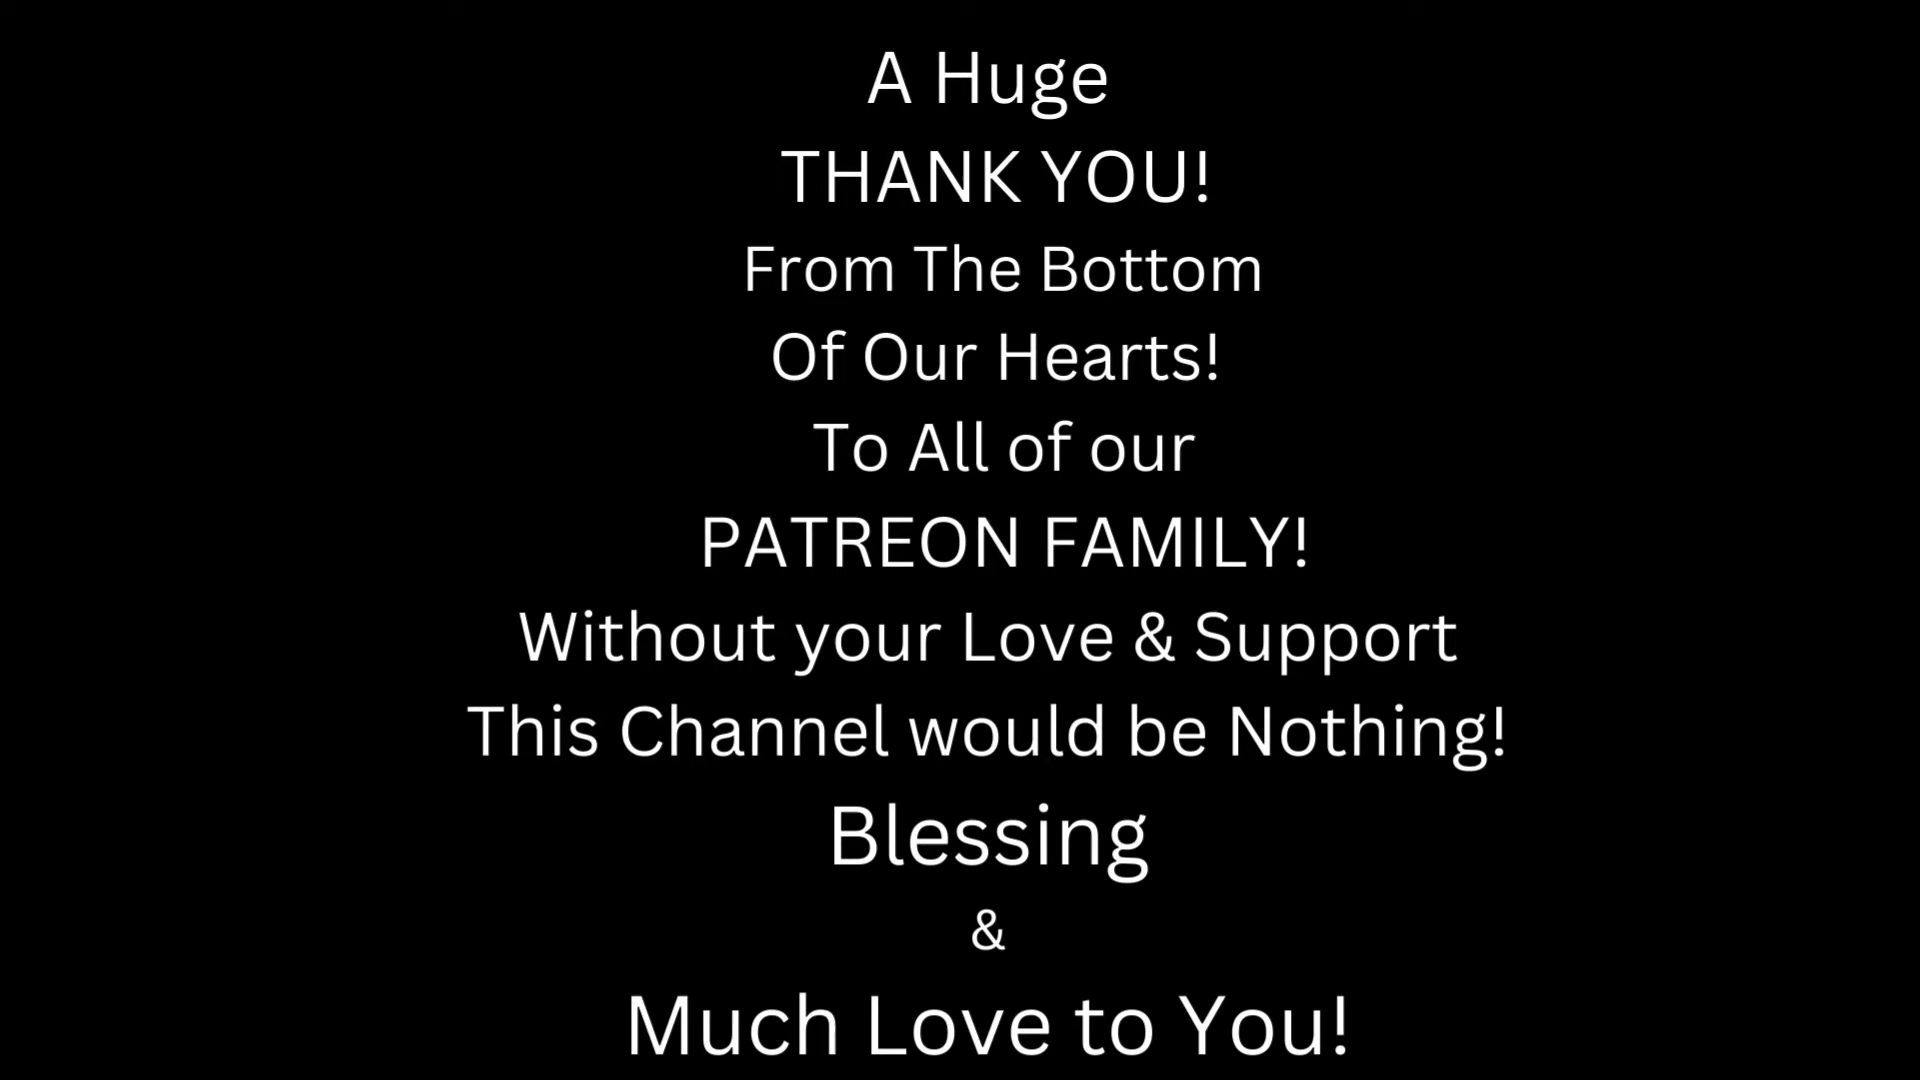 A Huge
THANK YOU!
From The Bottom
Of Our Hearts!
To All of our
PATREON FAMILY!
Without your Love & Support
This Channel would be Nothing!
Blessing
&
Much Love to You!